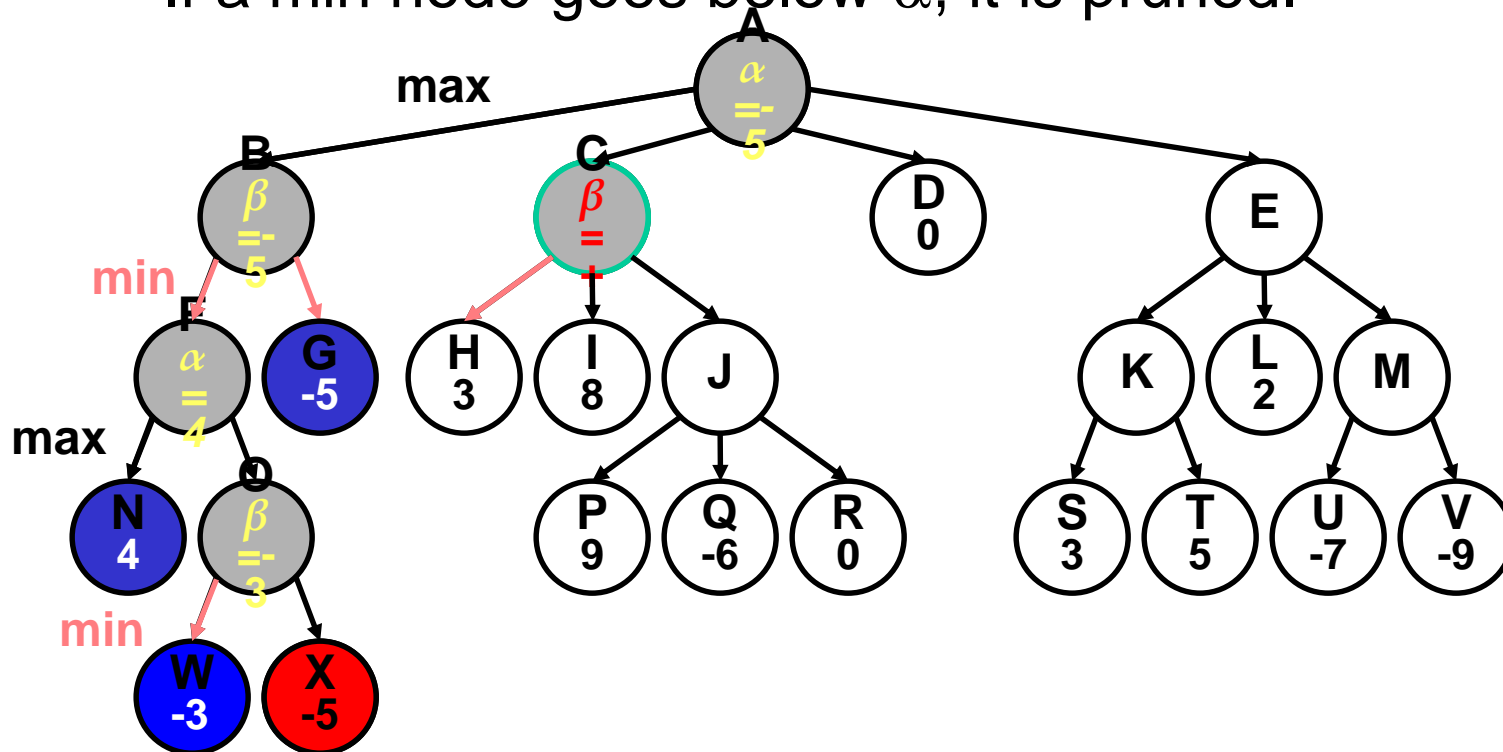 If a min node goes below α, it is pruned.
A
α
=-
5
max
B
β
=-
5
C
β
=
+
D
0
E
min
F
α
=
4
G
-5
H
3
I
8
J
K
L
2
M
max
N
4
O
β
=-
3
P
9
Q
-6
R
0
S
3
T
5
U
-7
V
-9
min
W
-3
X
-5